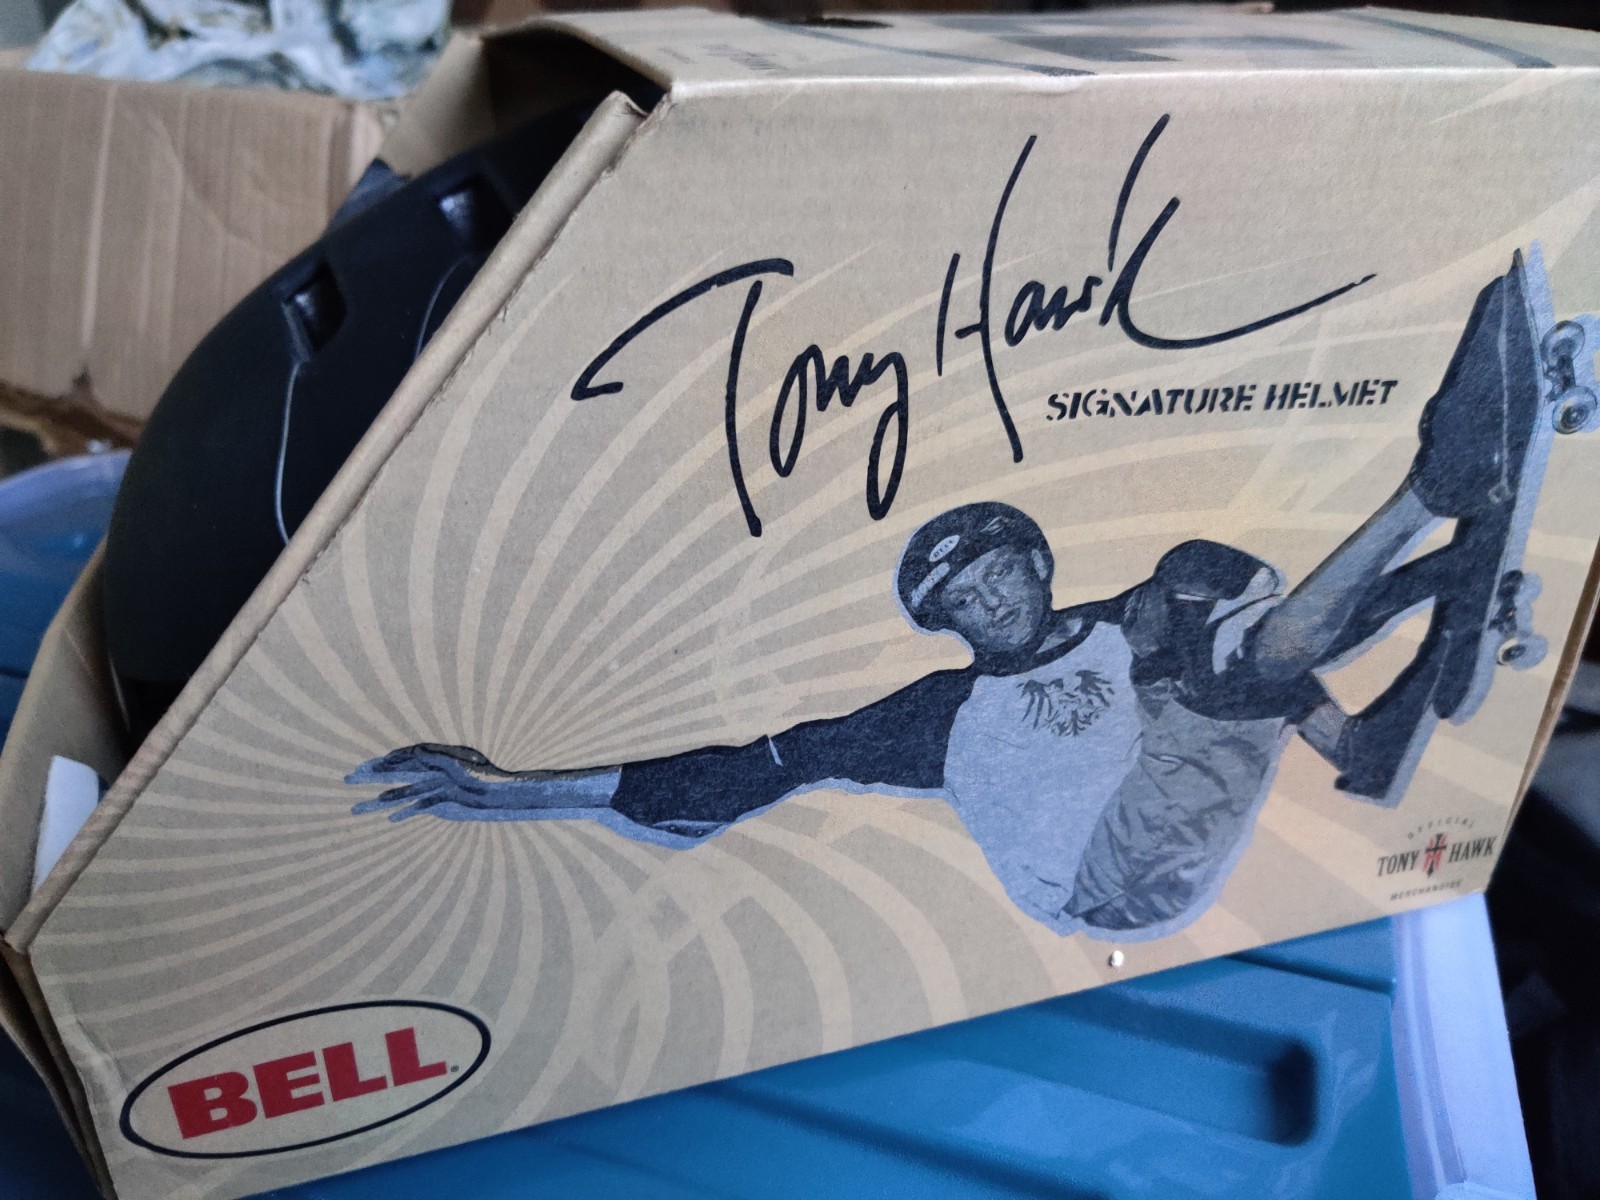 Tony Hawk
SIGNATURE HELMET
OFFICIAL
TONY HAWK
MERCHANDISE
BELL